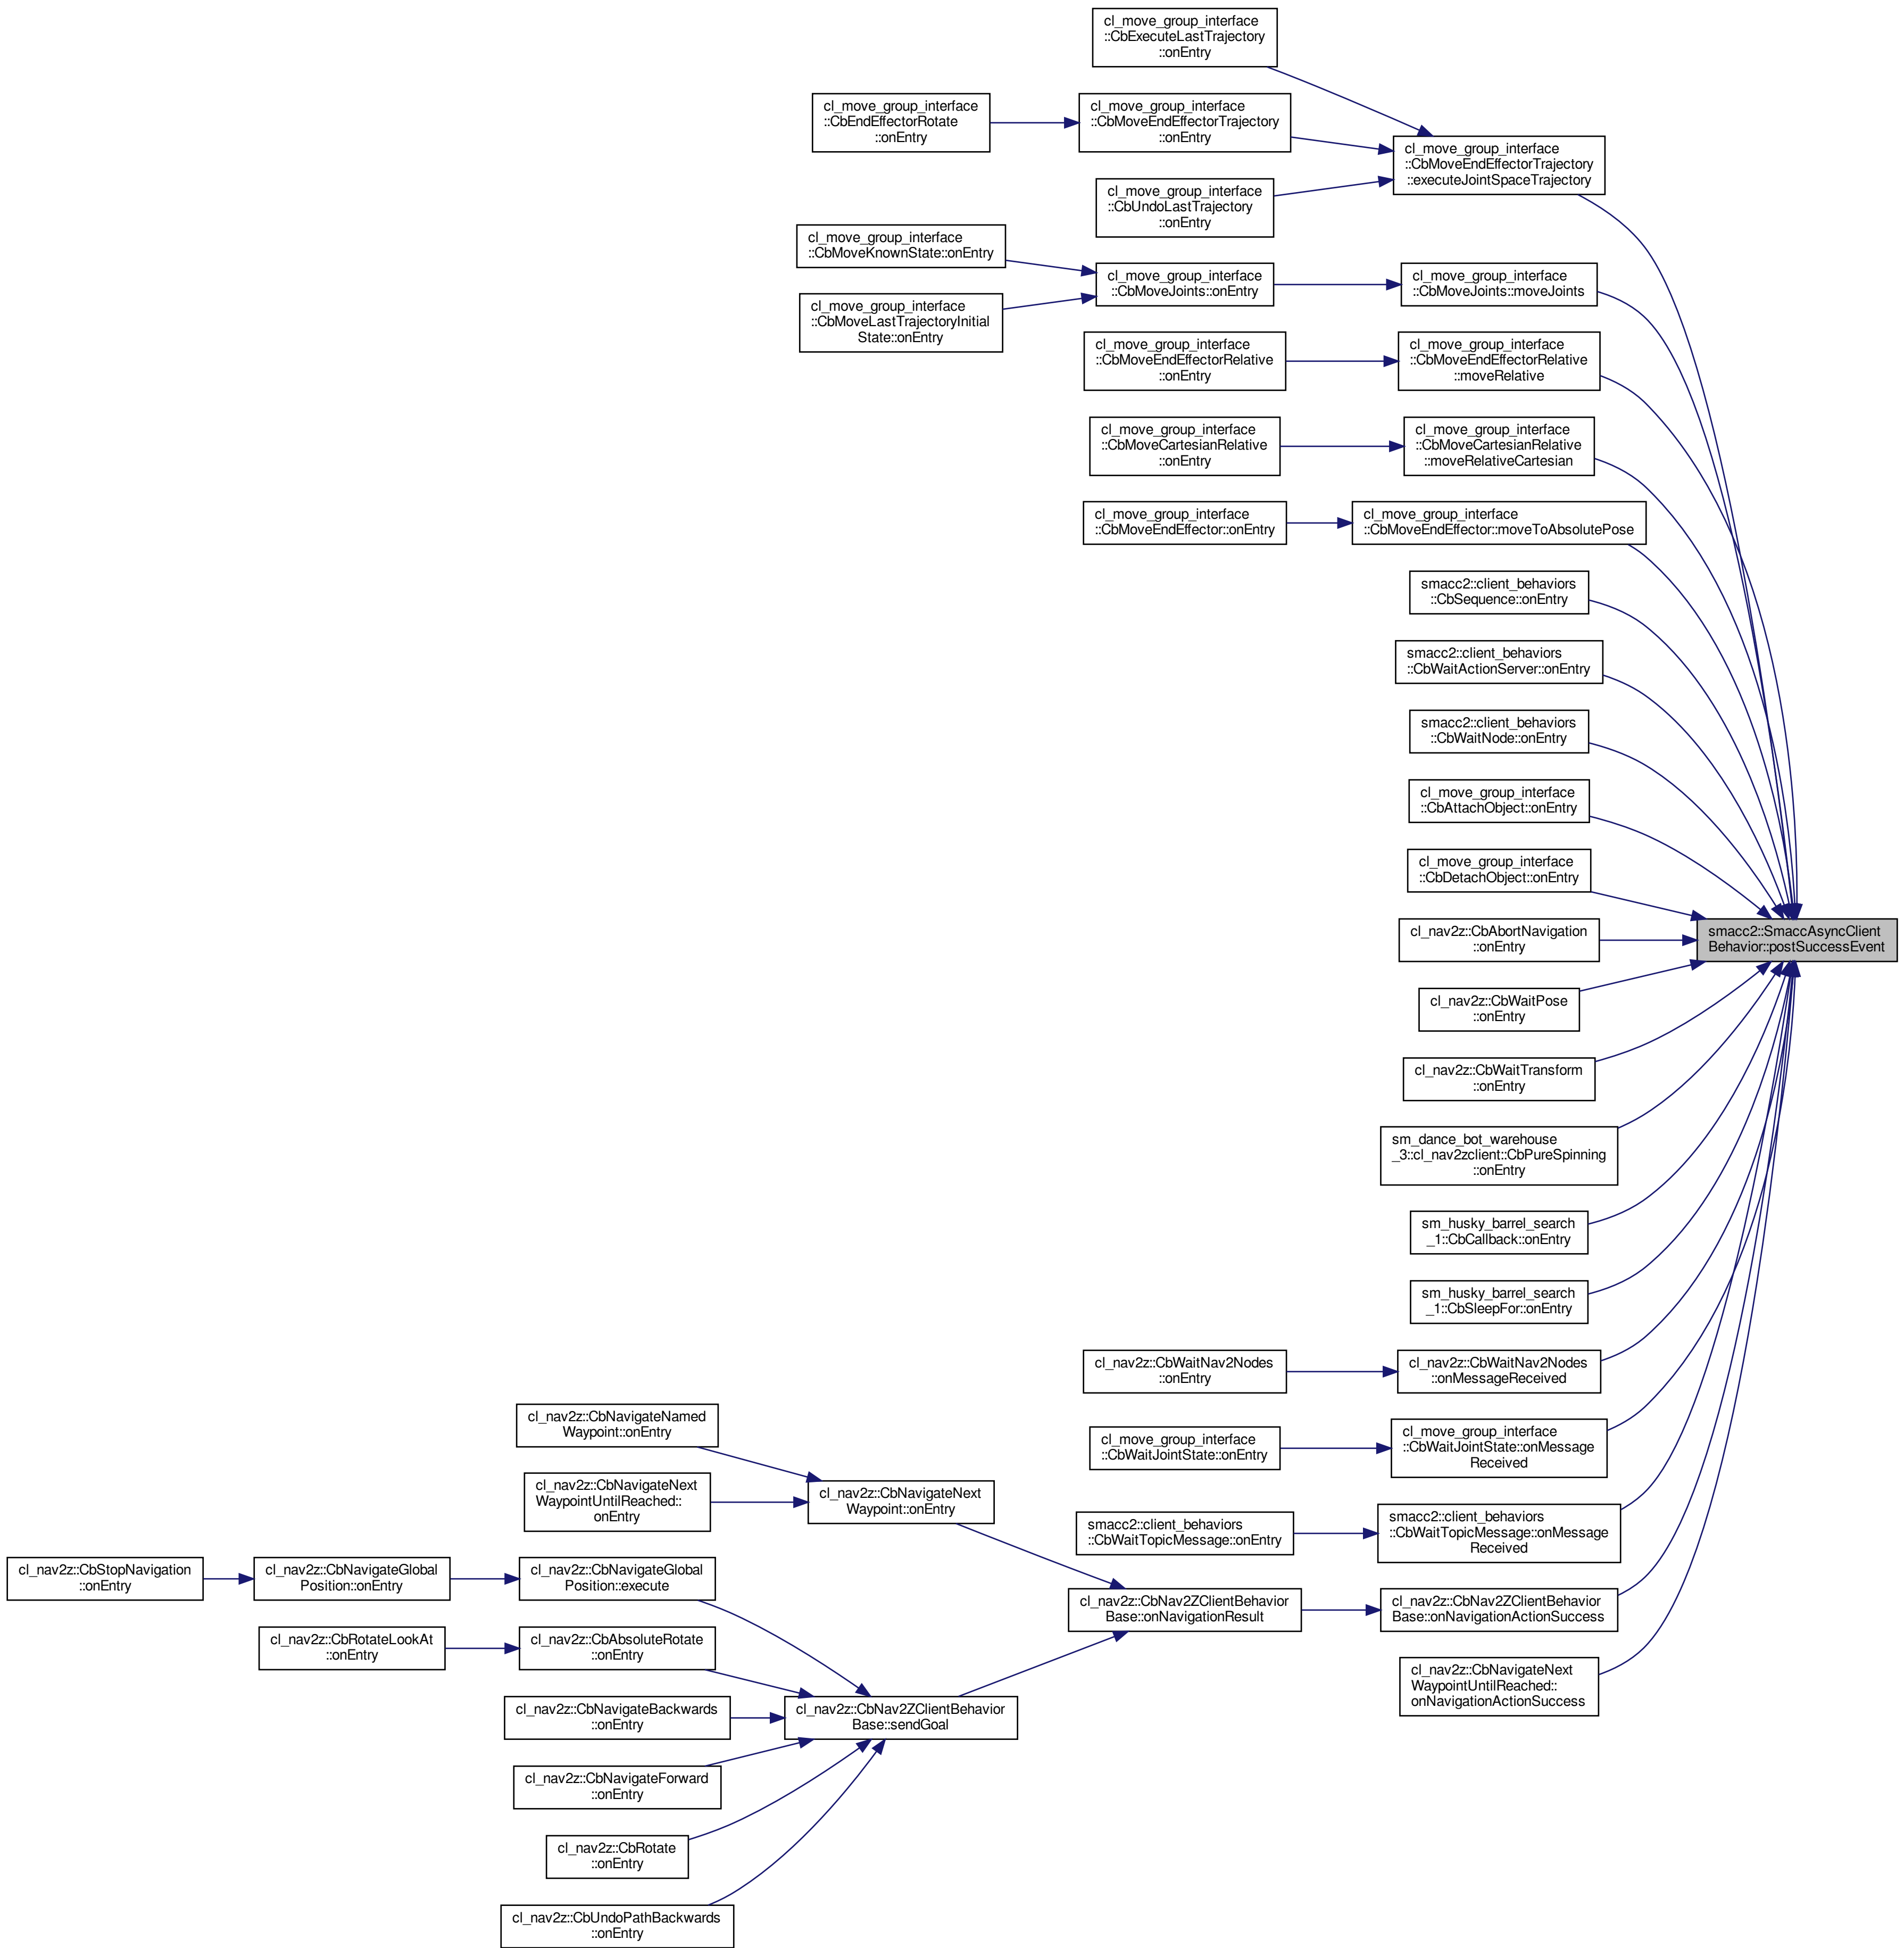 cl_move_group_interface
::CbExecuteLastTrajectory
::onEntry
cl_move_group_interface
::CbEndEffectorRotate
::onEntry
cl_move_group_interface
::CbMoveEndEffectorTrajectory
::onEntry
cl_move_group_interface
::CbMoveEndEffectorTrajectory
::executeJointSpaceTrajectory
cl_move_group_interface
::CbUndoLastTrajectory
::onEntry
cl_move_group_interface
::CbMoveKnownState::onEntry
cl_move_group_interface
::CbMoveJoints::onEntry
cl_move_group_interface
::CbMoveJoints::moveJoints
cl_move_group_interface
::CbMoveLastTrajectoryInitial
State::onEntry
cl_move_group_interface
::CbMoveEndEffectorRelative
::onEntry
cl_move_group_interface
::CbMoveEndEffectorRelative
::moveRelative
cl_move_group_interface
::CbMoveCartesianRelative
::onEntry
cl_move_group_interface
::CbMoveCartesianRelative
::moveRelativeCartesian
cl_move_group_interface
::CbMoveEndEffector::onEntry
cl_move_group_interface
::CbMoveEndEffector::moveToAbsolutePose
smacc2::client_behaviors
::CbSequence::onEntry
smacc2::client_behaviors
::CbWaitActionServer::onEntry
smacc2::client_behaviors
::CbWaitNode::onEntry
cl_move_group_interface
::CbAttachObject::onEntry
cl_move_group_interface
::CbDetachObject::onEntry
cl_nav2z::CbAbortNavigation
::onEntry
smacc2::SmaccAsyncClient
Behavior::postSuccessEvent
cl_nav2z::CbWaitPose
::onEntry
cl_nav2z::CbWaitTransform
::onEntry
sm_dance_bot_warehouse
_3::cl_nav2zclient::CbPureSpinning
::onEntry
sm_husky_barrel_search
_1::CbCallback::onEntry
sm_husky_barrel_search
_1::CbSleepFor::onEntry
cl_nav2z::CbWaitNav2Nodes
::onEntry
cl_nav2z::CbWaitNav2Nodes
::onMessageReceived
cl_nav2z::CbNavigateNamed
Waypoint::onEntry
cl_move_group_interface
::CbWaitJointState::onEntry
cl_move_group_interface
::CbWaitJointState::onMessage
Received
cl_nav2z::CbNavigateNext
WaypointUntilReached::
onEntry
cl_nav2z::CbNavigateNext
Waypoint::onEntry
smacc2::client_behaviors
::CbWaitTopicMessage::onEntry
smacc2::client_behaviors
::CbWaitTopicMessage::onMessage
Received
cl_nav2z::CbStopNavigation
::onEntry
cl_nav2z::CbNavigateGlobal
Position::onEntry
cl_nav2z::CbNavigateGlobal
Position::execute
cl_nav2z::CbNav2ZClientBehavior
Base::onNavigationResult
cl_nav2z::CbNav2ZClientBehavior
Base::onNavigationActionSuccess
cl_nav2z::CbRotateLookAt
::onEntry
cl_nav2z::CbAbsoluteRotate
::onEntry
cl_nav2z::CbNavigateNext
WaypointUntilReached::
onNavigationActionSuccess
cl_nav2z::CbNavigateBackwards
::onEntry
cl_nav2z::CbNav2ZClientBehavior
Base::sendGoal
cl_nav2z::CbNavigateForward
::onEntry
cl_nav2z::CbRotate
::onEntry
cl_nav2z::CbUndoPathBackwards
::onEntry